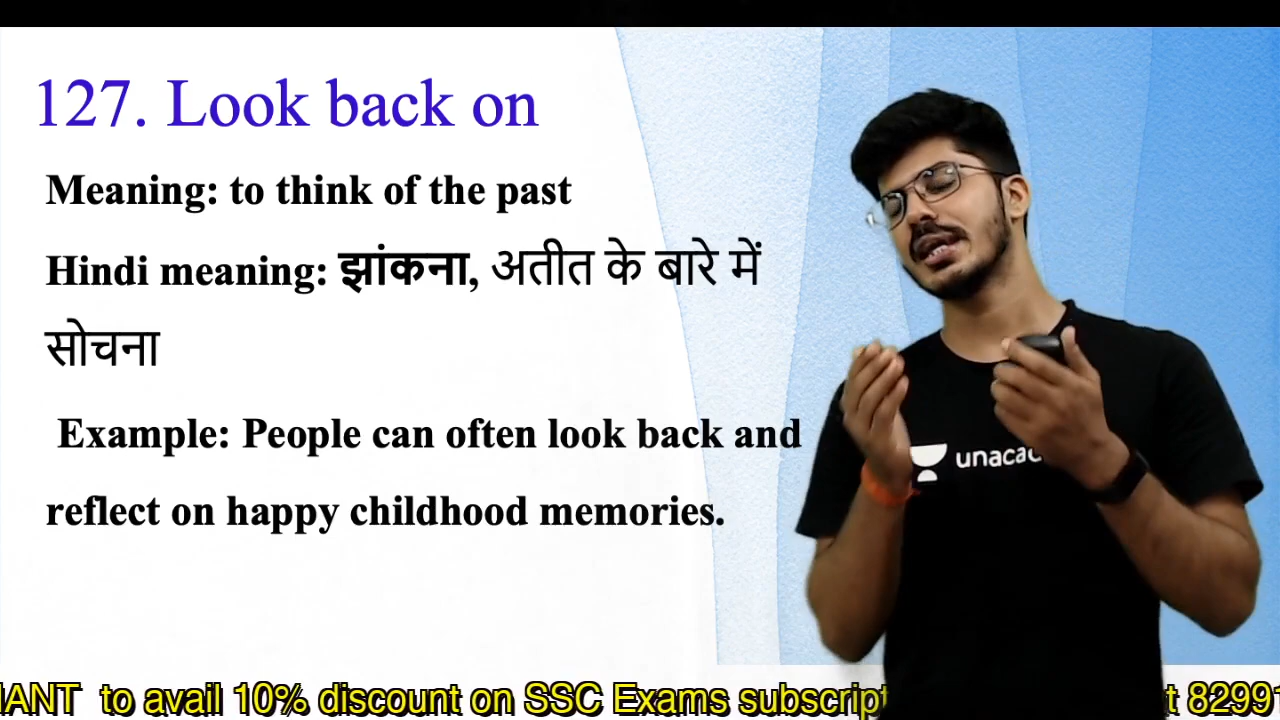 127. Look back on
Meaning: to think of the past
Hindi meaning: झांकना, अतीत के बारे में
सोचना
Example: People can often look back and
reflect on happy childhood memories.
unaca
to avail 10% discount on SSC Exams